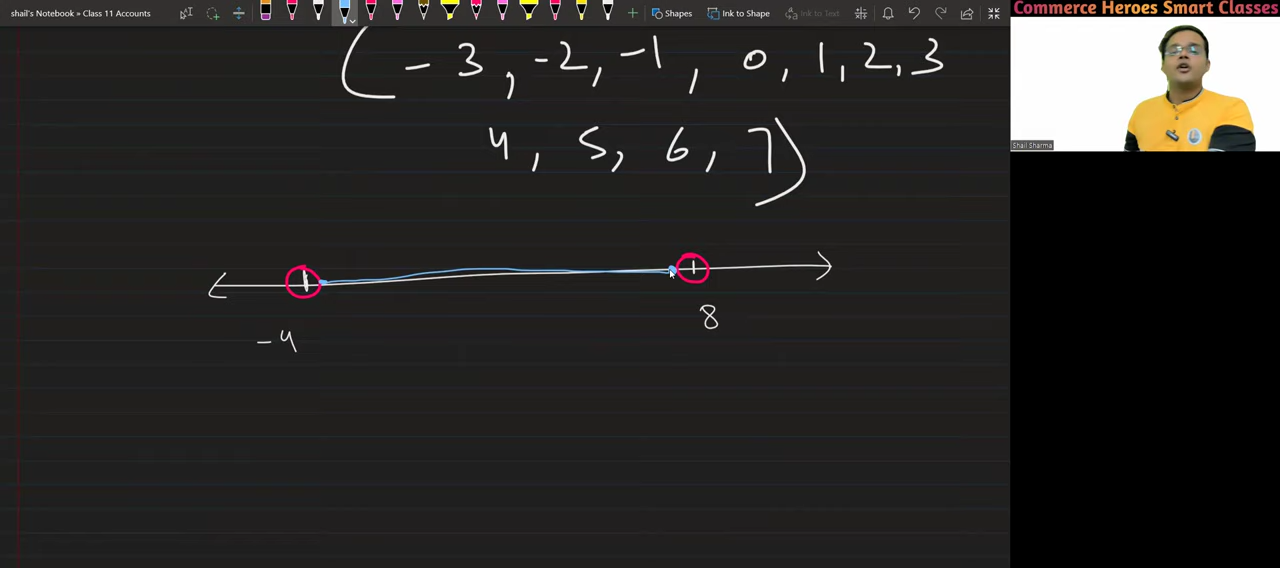 shail's Notebook » Class 11 Accounts
Shapes
Ink to Shape
Ink to Text
Commerce Heroes Smart Classes
Shail Sharma
( - 3 , -2 , -1 , 0 , 1 , 2 , 3
4 , 5 , 6 , 7 )
-4
8